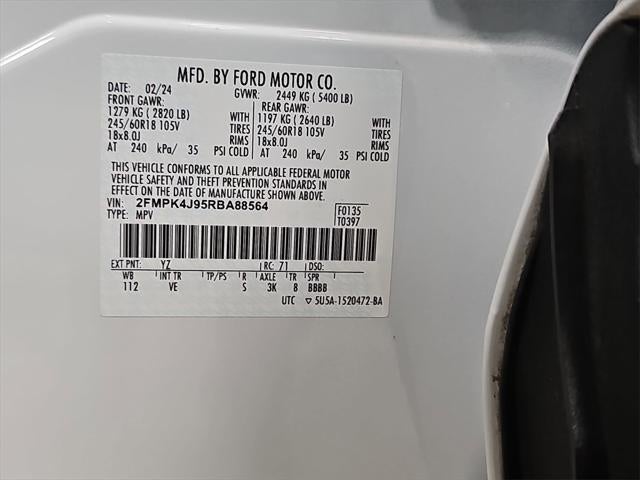 MFD. BY FORD MOTOR CO.
DATE: 02/24 GVWR: 2449 KG ( 5400 LB)
FRONT GAWR: REAR GAWR:
1279 KG ( 2820 LB) WITH 1197 KG ( 2640 LB) WITH
245/60R18 105V TIRES 245/60R18 105V TIRES
18x8.0J RIMS 18x8.0J RIMS
AT 240 kPa/ 35 PSI COLD AT 240 kPa/ 35 PSI COLD
THIS VEHICLE CONFORMS TO ALL APPLICABLE FEDERAL MOTOR
VEHICLE SAFETY AND THEFT PREVENTION STANDARDS IN
EFFECT ON THE DATE OF MANUFACTURE SHOWN ABOVE.
VIN: 2FMPK4J95RBA88564 F0135
TYPE: MPV T0397
EXT PNT: YZ RC: 71 DSO:
WB INT TR TP/PS R AXLE TR SPR
112 VE S 3K 8 BBBB
UTC ▽ 5U5A-1520472-BA